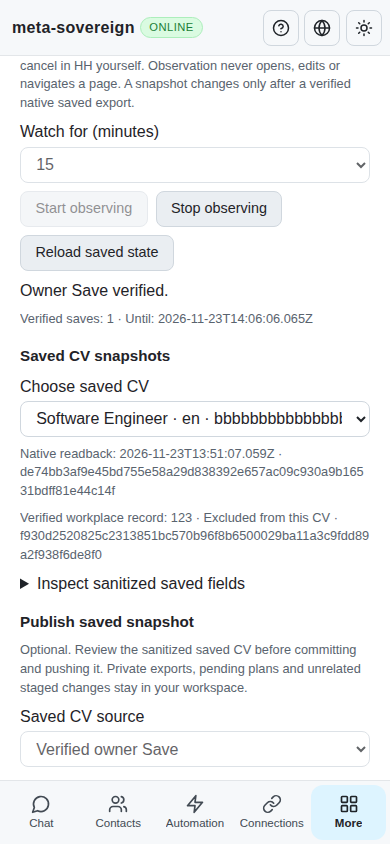 meta-sovereign ONLINE
cancel in HH yourself. Observation never opens, edits or
navigates a page. A snapshot changes only after a verified
native saved export.
Watch for (minutes)
15
Start observing Stop observing
Reload saved state
Owner Save verified.
Verified saves: 1 · Until: 2026-11-23T14:06:06.065Z
Saved CV snapshots
Choose saved CV
Software Engineer · en · bbbbbbbbbbbbbbb
Native readback: 2026-11-23T13:51:07.059Z ·
de74bb3af9e45bd755e58a29d838392e657ac09c930a9b165
31bdff81e44c14f
Verified workplace record: 123 · Excluded from this CV ·
f930d2520825c2313851bc570b96f8b6500029ba11a3c9fdd89
a2f938f6de8f0
Inspect sanitized saved fields
Publish saved snapshot
Optional. Review the sanitized saved CV before committing
and pushing it. Private exports, pending plans and unrelated
staged changes stay in your workspace.
Saved CV source
Verified owner Save
Chat Contacts Automation Connections More